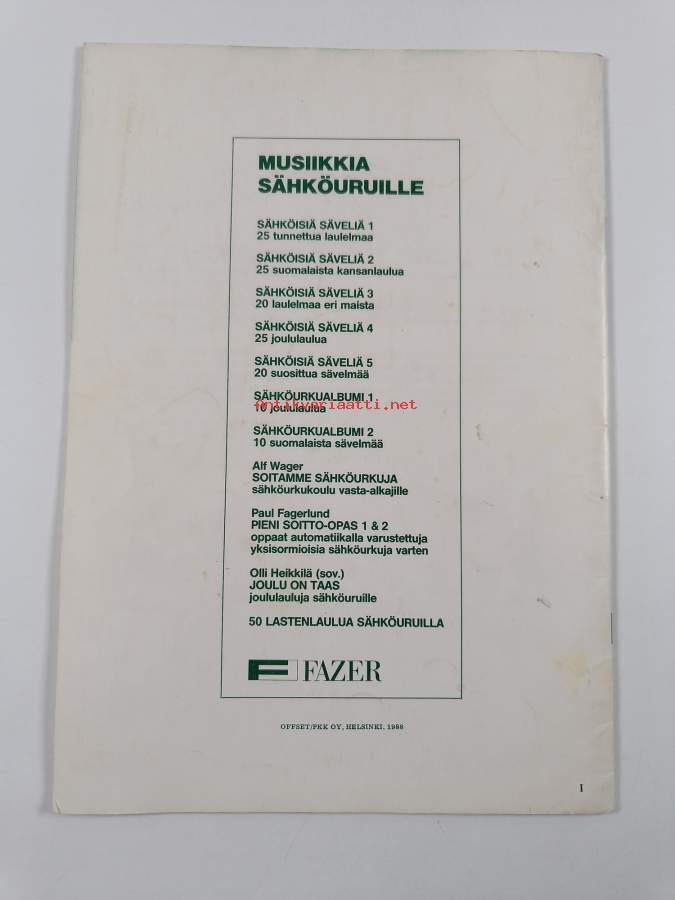 MUSIIKKIA
SÄHKÖURUILLE
SÄHKÖISIÄ SÄVELIÄ 1
25 tunnettua laulelmaa
SÄHKÖISIÄ SÄVELIÄ 2
25 suomalaista kansanlaulua
SÄHKÖISIÄ SÄVELIÄ 3
20 laulelmaa eri maista
SÄHKÖISIÄ SÄVELIÄ 4
25 joululaulua
SÄHKÖISIÄ SÄVELIÄ 5
20 suosittua sävelmää
SÄHKÖURKUALBUMI 1
antikvariaatti.net
10 joululaulua
SÄHKÖURKUALBUMI 2
10 suomalaista sävelmää
Alf Wager
SOITAMME SÄHKÖURKUJA
sähköurkukoulu vasta-alkajille
Paul Fagerlund
PIENI SOITTO-OPAS 1 & 2
oppaat automatiikalla varustettuja
yksisormioisia sähköurkuja varten
Olli Heikkilä (sov.)
JOULU ON TAAS
joululauluja sähköuruille
50 LASTENLAULUA SÄHKÖURUILLA
FAZER
OFFSET/PKK OY, HELSINKI. 1988
I